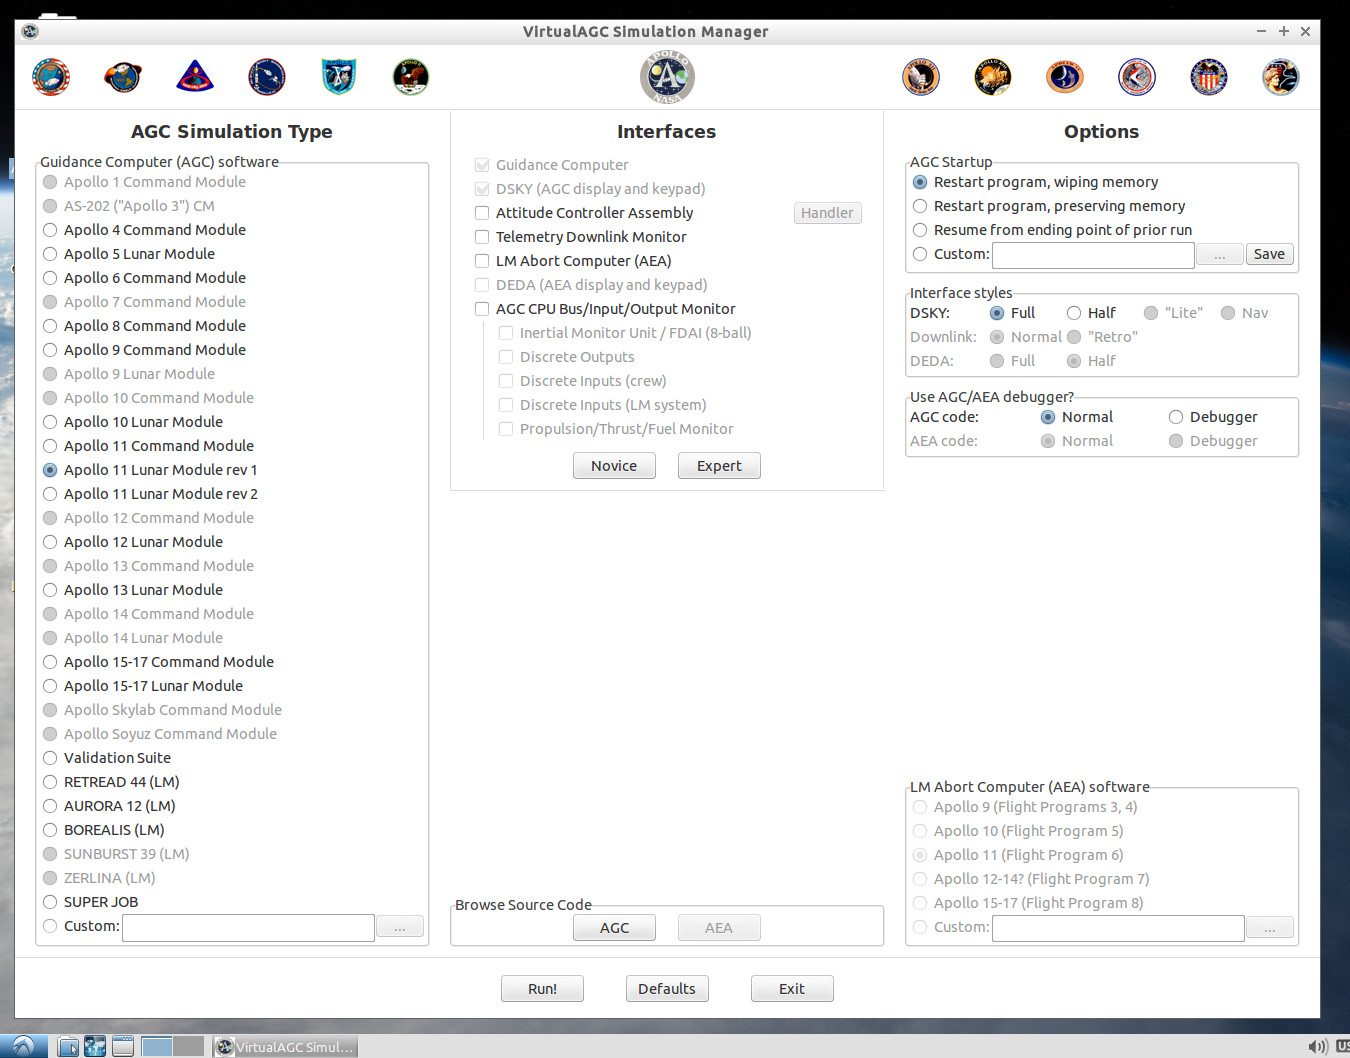 VirtualAGC Simulation Manager
APOLLO
NASA
AGC Simulation Type
Guidance Computer (AGC) software
Apollo 1 Command Module
AS-202 ("Apollo 3") CM
Apollo 4 Command Module
Apollo 5 Lunar Module
Apollo 6 Command Module
Apollo 7 Command Module
Apollo 8 Command Module
Apollo 9 Command Module
Apollo 9 Lunar Module
Apollo 10 Command Module
Apollo 10 Lunar Module
Apollo 11 Command Module
Apollo 11 Lunar Module rev 1
Apollo 11 Lunar Module rev 2
Apollo 12 Command Module
Apollo 12 Lunar Module
Apollo 13 Command Module
Apollo 13 Lunar Module
Apollo 14 Command Module
Apollo 14 Lunar Module
Apollo 15-17 Command Module
Apollo 15-17 Lunar Module
Apollo Skylab Command Module
Apollo Soyuz Command Module
Validation Suite
RETREAD 44 (LM)
AURORA 12 (LM)
BOREALIS (LM)
SUNBURST 39 (LM)
ZERLINA (LM)
SUPER JOB
Custom: ...
Interfaces
Guidance Computer
DSKY (AGC display and keypad)
Attitude Controller Assembly Handler
Telemetry Downlink Monitor
LM Abort Computer (AEA)
DEDA (AEA display and keypad)
AGC CPU Bus/Input/Output Monitor
Inertial Monitor Unit / FDAI (8-ball)
Discrete Outputs
Discrete Inputs (crew)
Discrete Inputs (LM system)
Propulsion/Thrust/Fuel Monitor
Novice Expert
Browse Source Code
AGC AEA
Options
AGC Startup
Restart program, wiping memory
Restart program, preserving memory
Resume from ending point of prior run
Custom: ... Save
Interface styles
DSKY: Full Half "Lite" Nav
Downlink: Normal "Retro"
DEDA: Full Half
Use AGC/AEA debugger?
AGC code: Normal Debugger
AEA code: Normal Debugger
LM Abort Computer (AEA) software
Apollo 9 (Flight Programs 3, 4)
Apollo 10 (Flight Program 5)
Apollo 11 (Flight Program 6)
Apollo 12-14? (Flight Program 7)
Apollo 15-17 (Flight Program 8)
Custom: ...
Run! Defaults Exit
VirtualAGC Simul...
US